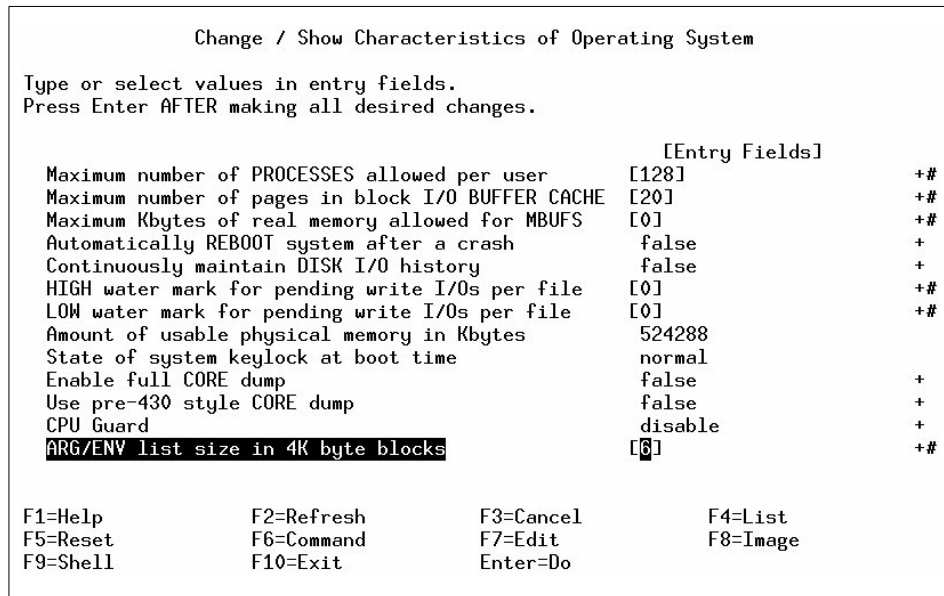 Change / Show Characteristics of Operating System
Type or select values in entry fields.
Press Enter AFTER making all desired changes.
[Entry Fields]
Maximum number of PROCESSES allowed per user [128] +#
Maximum number of pages in block I/O BUFFER CACHE [20] +#
Maximum Kbytes of real memory allowed for MBUFS [0] +#
Automatically REBOOT system after a crash false +
Continuously maintain DISK I/O history false +
HIGH water mark for pending write I/Os per file [0] +#
LOW water mark for pending write I/Os per file [0] +#
Amount of usable physical memory in Kbytes 524288
State of system keylock at boot time normal
Enable full CORE dump false +
Use pre-430 style CORE dump false +
CPU Guard disable +
ARG/ENV list size in 4K byte blocks [6] +#
F1=Help F2=Refresh F3=Cancel F4=List
F5=Reset F6=Command F7=Edit F8=Image
F9=Shell F10=Exit Enter=Do